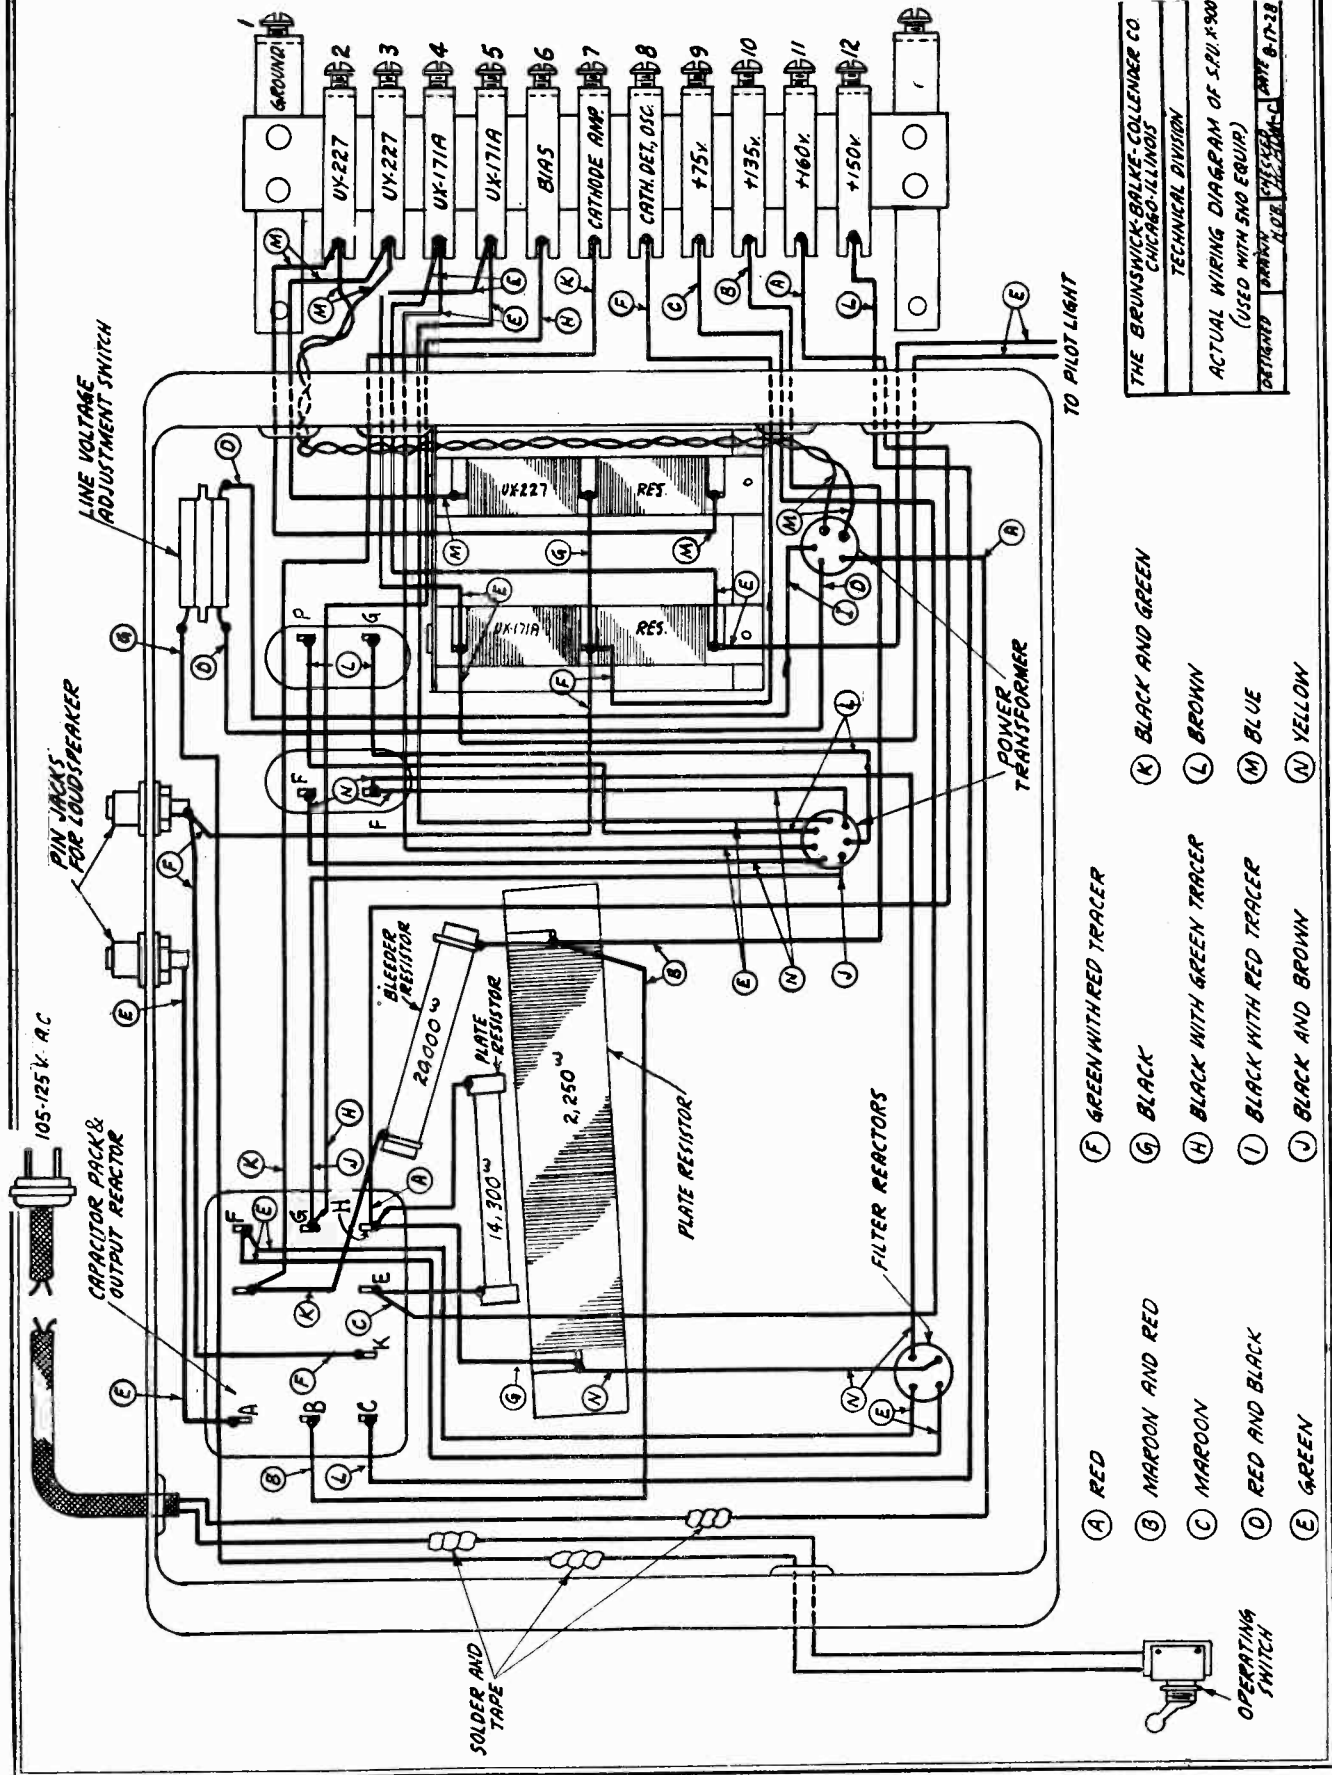 105-125 V. A.C
CAPACITOR PACK &
OUTPUT REACTOR
PIN JACKS
FOR LOUDSPEAKER
LINE VOLTAGE
ADJUSTMENT SWITCH
SOLDER AND
TAPE
OPERATING
SWITCH
A
B
C
K
E
F
G
H
F
F
P
G
BLEEDER
RESISTOR
20,000 ω
PLATE
RESISTOR
14,300 ω
2,250 ω
PLATE RESISTOR
FILTER REACTORS
POWER
TRANSFORMER
UX-227
RES.
UX-171A
RES.
TO PILOT LIGHT
GROUND 1
UY-227 2
UY-227 3
UX-171A 4
UX-171A 5
BIAS 6
CATHODE AMP. 7
CATH. DET, OSC. 8
+75V. 9
+135V. 10
+160V. 11
+150V. 12
A RED
B MAROON AND RED
C MAROON
D RED AND BLACK
E GREEN
F GREEN WITH RED TRACER
G BLACK
H BLACK WITH GREEN TRACER
I BLACK WITH RED TRACER
J BLACK AND BROWN
K BLACK AND GREEN
L BROWN
M BLUE
N YELLOW
THE BRUNSWICK-BALKE-COLLENDER CO.
CHICAGO-ILLINOIS
TECHNICAL DIVISION
ACTUAL WIRING DIAGRAM OF S.P.U. X-900
(USED WITH 5NO EQUIP.)
DESIGNED DRAWN CHECKED DATE 8-17-28